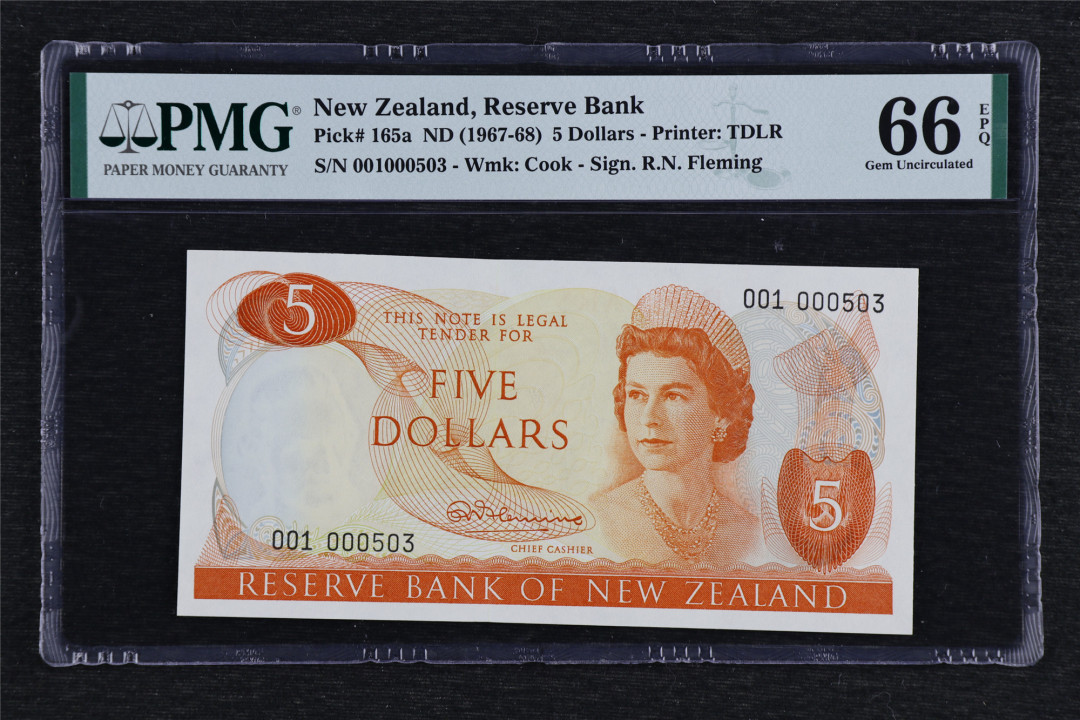 PMG®
PAPER MONEY GUARANTY
New Zealand, Reserve Bank
Pick# 165a ND (1967-68) 5 Dollars - Printer: TDLR
S/N 001000503 - Wmk: Cook - Sign. R.N. Fleming
66 EPQ
Gem Uncirculated
5
001 000503
THIS NOTE IS LEGAL
TENDER FOR
FIVE
DOLLARS
RNFleming
5
001 000503
CHIEF CASHIER
RESERVE BANK OF NEW ZEALAND